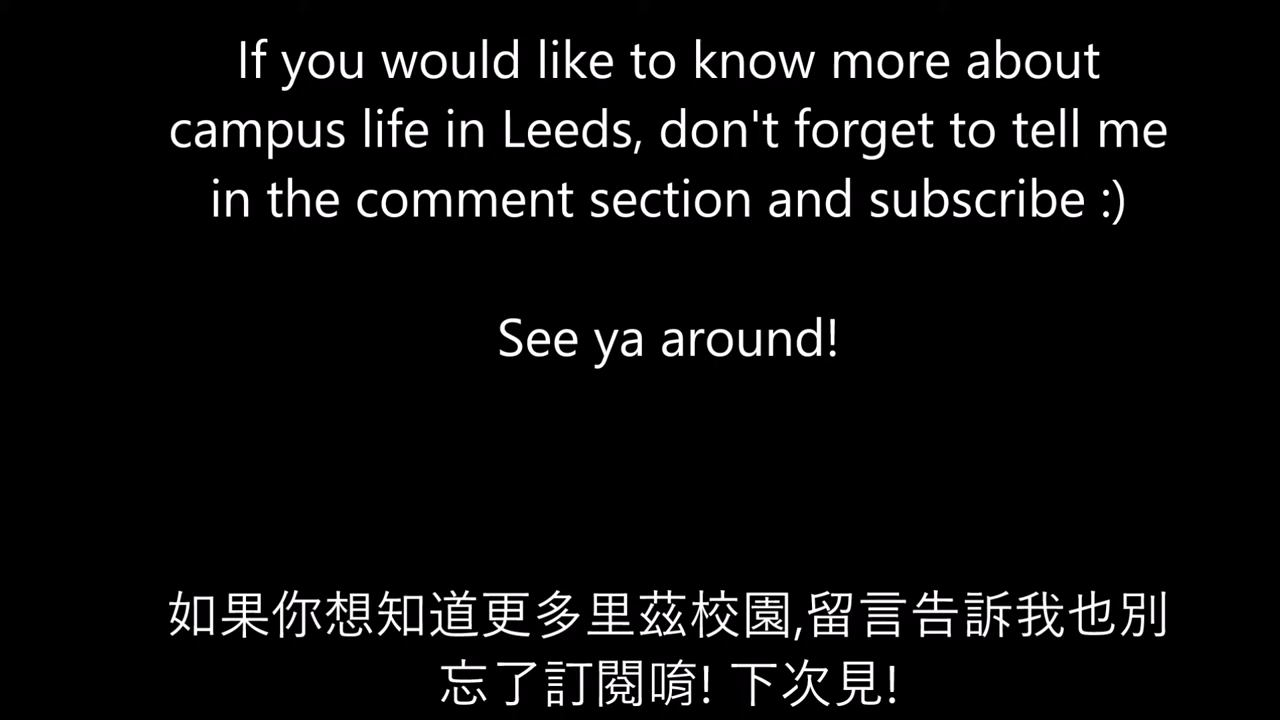 If you would like to know more about
campus life in Leeds, don't forget to tell me
in the comment section and subscribe :)
See ya around!
如果你想知道更多里茲校園,留言告訴我也別
忘了訂閱唷! 下次見!